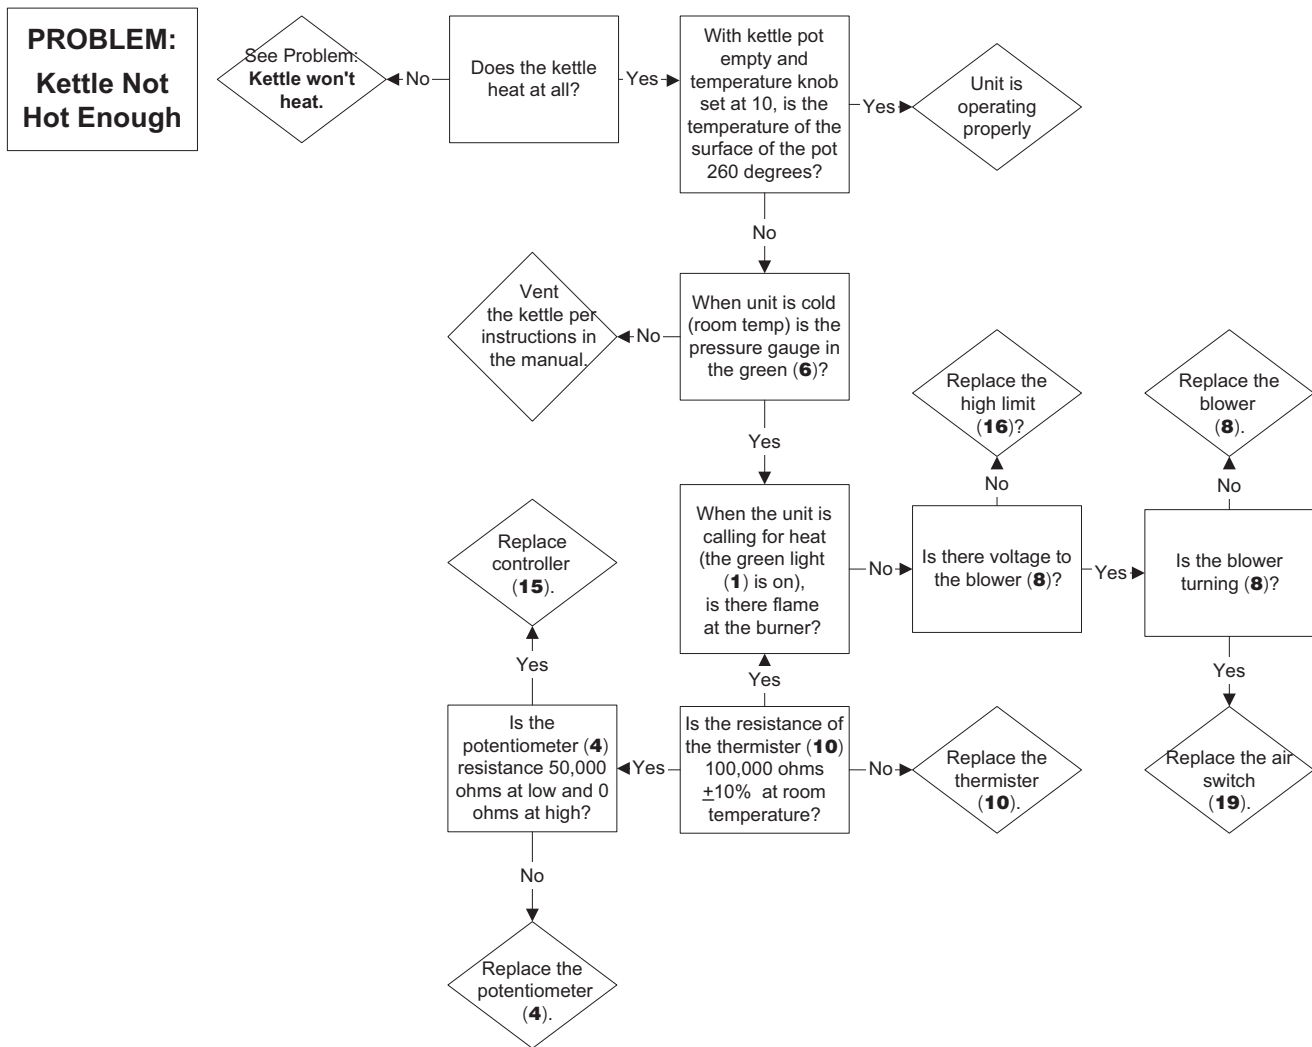 PROBLEM:
Kettle Not
Hot Enough
See Problem:
Kettle won't
heat.
No
Does the kettle
heat at all?
Yes
With kettle pot
empty and
temperature knob
set at 10, is the
temperature of the
surface of the pot
260 degrees?
Yes
Unit is
operating
properly
No
Vent
the kettle per
instructions in
the manual.
No
When unit is cold
(room temp) is the
pressure gauge in
the green (6)?
Replace the
high limit
(16)?
Replace the
blower
(8).
Yes
No
No
Replace
controller
(15).
When the unit is
calling for heat
(the green light
(1) is on),
is there flame
at the burner?
No
Is there voltage to
the blower (8)?
Yes
Is the blower
turning (8)?
Yes
Yes
Yes
Is the
potentiometer (4)
resistance 50,000
ohms at low and 0
ohms at high?
Yes
Is the resistance of
the thermister (10)
100,000 ohms
±10% at room
temperature?
No
Replace the
thermister
(10).
Replace the air
switch
(19).
No
Replace the
potentiometer
(4).